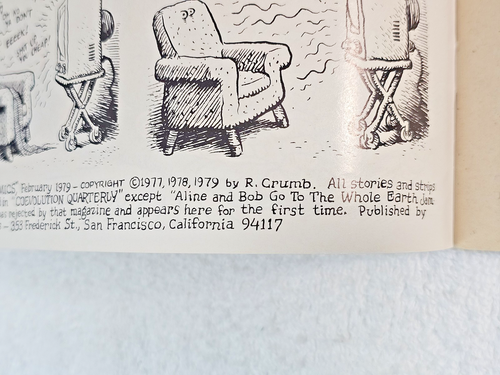 ??
MICS" February 1979 - COPYRIGHT ©1977, 1978, 1979 by R. Crumb. All stories and strips
in "COEVOLUTION QUARTERLY" except "Aline and Bob Go To The Whole Earth Jam
was rejected by that magazine and appears here for the first time. Published by
- 353 Frederick St., San Francisco, California 94117